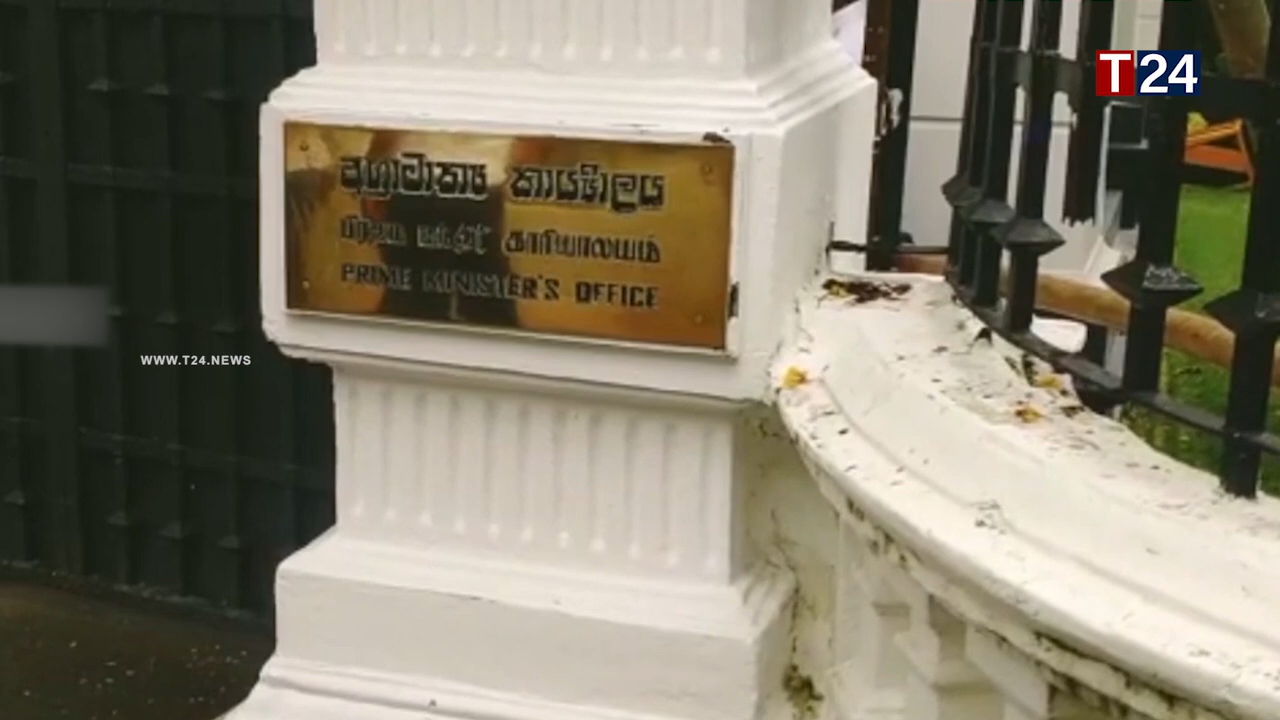 T24
අග්‍රාමාත්‍ය කාර්යාලය
பிரதம மந்திரி காரியாலயம்
PRIME MINISTER'S OFFICE
WWW.T24.NEWS